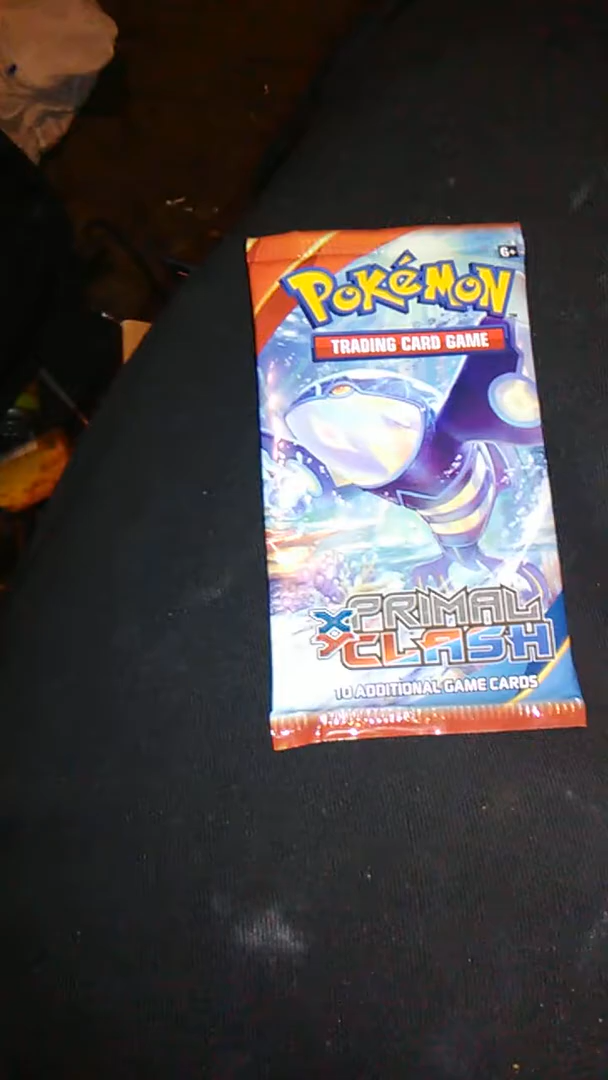 6+
POKéMON
TRADING CARD GAME
XY PRIMAL
CLASH
10 ADDITIONAL GAME CARDS